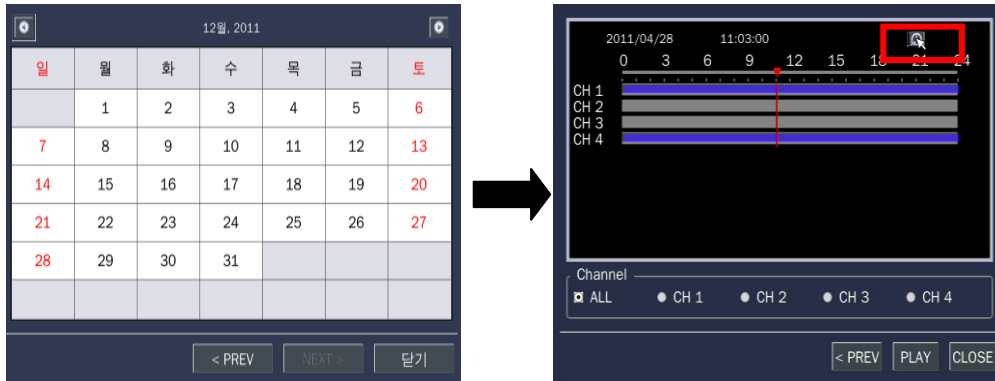 12월, 2011
일 월 화 수 목 금 토
1 2 3 4 5 6
7 8 9 10 11 12 13
14 15 16 17 18 19 20
21 22 23 24 25 26 27
28 29 30 31
< PREV NEXT > 닫기
2011/04/28 11:03:00
0 3 6 9 12 15 18 21 24
CH 1
CH 2
CH 3
CH 4
Channel
ALL CH 1 CH 2 CH 3 CH 4
< PREV PLAY CLOSE